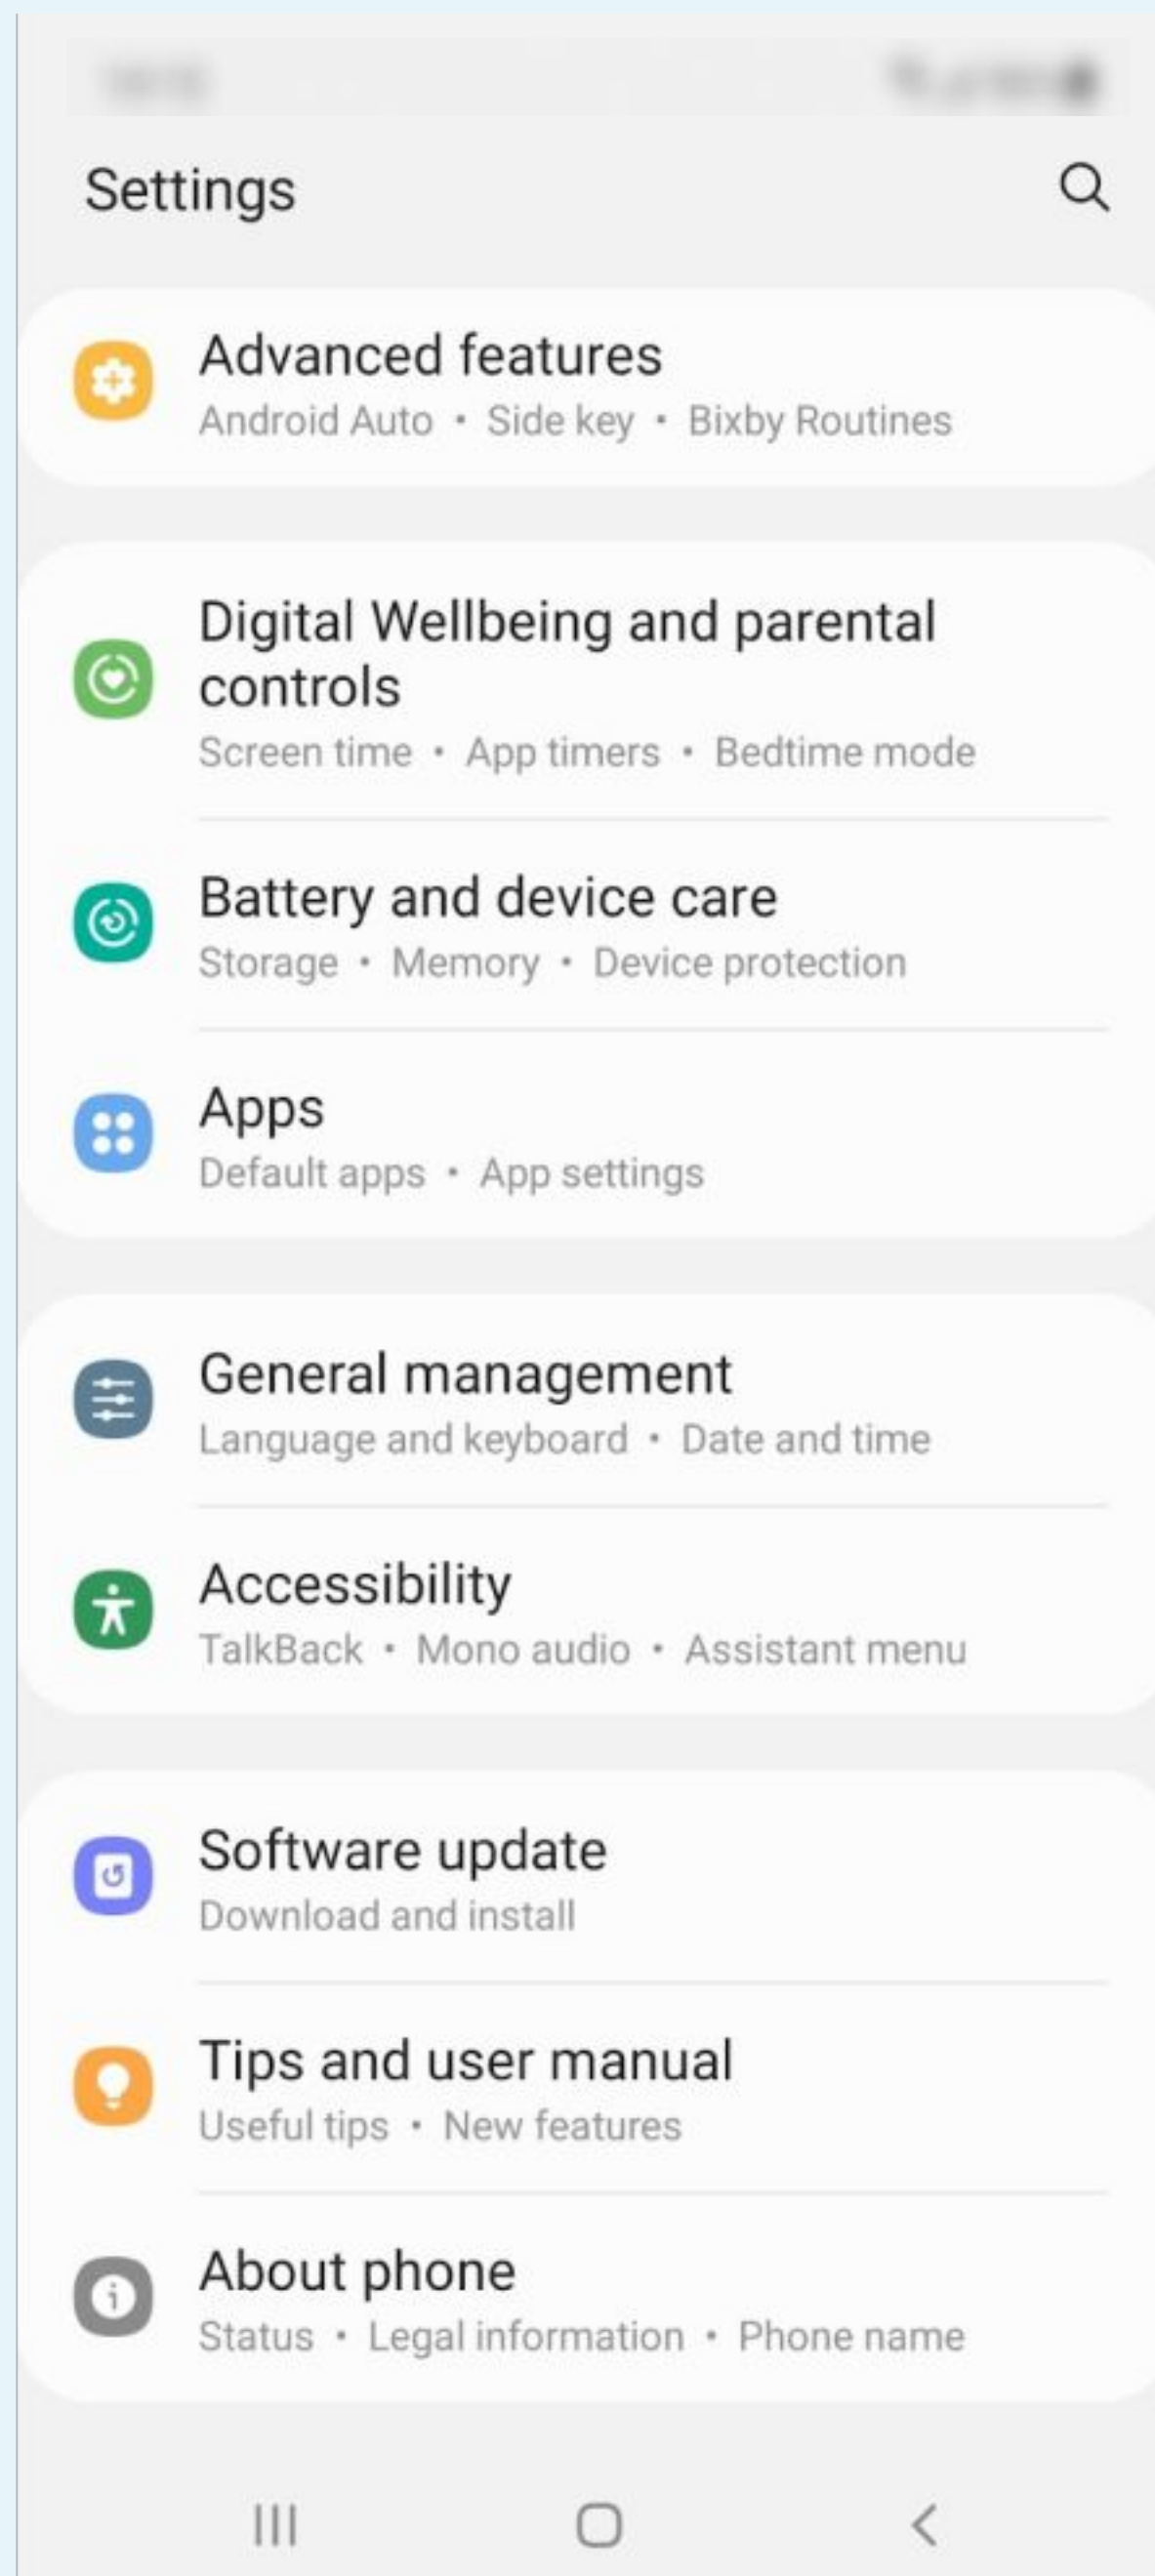 Settings
Advanced features
Android Auto • Side key • Bixby Routines
Digital Wellbeing and parental
controls
Screen time • App timers • Bedtime mode
Battery and device care
Storage • Memory • Device protection
Apps
Default apps • App settings
General management
Language and keyboard • Date and time
Accessibility
TalkBack • Mono audio • Assistant menu
Software update
Download and install
Tips and user manual
Useful tips • New features
About phone
Status • Legal information • Phone name